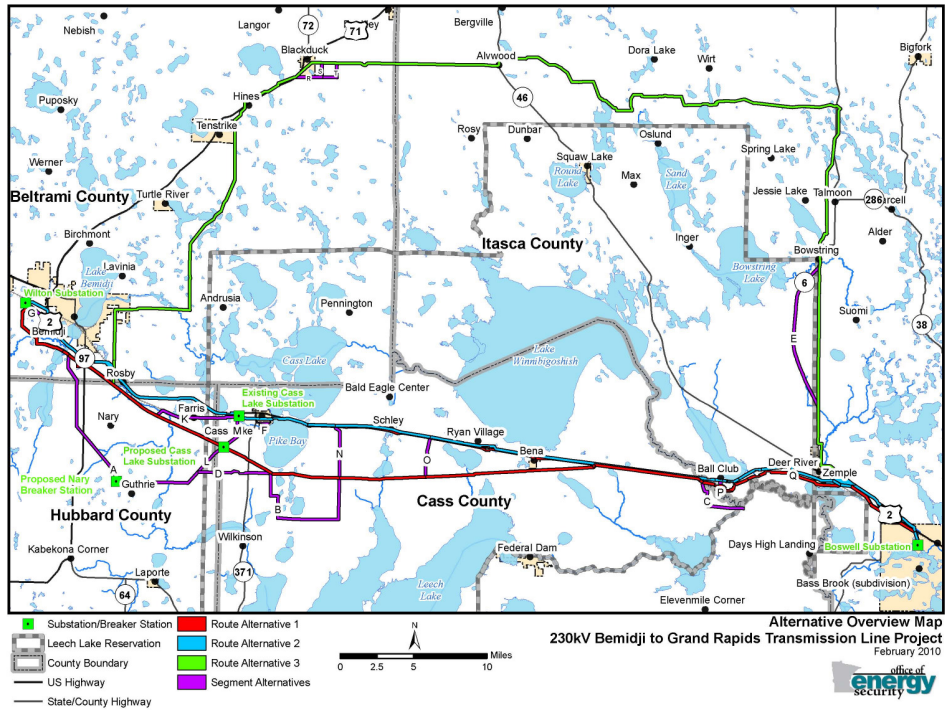 Nebish
Langor
72
71
ey
Bergville
Blackduck
Alvwood
Dora Lake
Wirt
Bigfork
R
S
T
Puposky
Hines
46
Tenstrike
Rosy
Dunbar
Oslund
Spring Lake
Werner
Squaw Lake
Round
Lake
Max
Sand
Lake
Beltrami County
Turtle River
Jessie Lake
Talmoon
286
arcell
Birchmont
Itasca County
Inger
Alder
Lake
Bemidji
Lavinia
Bowstring
Bowstring
Lake
Wilton Substation
P
Andrusia
Pennington
6
Suomi
G
2
Bemidji
38
97
Cass Lake
Lake
Winnibigoshish
E
Rosby
Existing Cass
Lake Substation
Bald Eagle Center
Farris
K
F
Nary
Cass
Mke
Pike Bay
Schley
Ryan Village
Proposed Cass
Lake Substation
L
N
O
Bena
Ball Club
Deer River
Zemple
Proposed Nary
Breaker Station
A
Guthrie
D
B
C
P
Q
Cass County
2
Hubbard County
Boswell Substation
Kabekona Corner
Wilkinson
Federal Dam
Days High Landing
Laporte
371
Leech
Lake
Bass Brook (subdivision)
64
Elevenmile Corner
Substation/Breaker Station
Leech Lake Reservation
County Boundary
US Highway
State/County Highway
Route Alternative 1
Route Alternative 2
Route Alternative 3
Segment Alternatives
N
0 2.5 5 10
Miles
Alternative Overview Map
230kV Bemidji to Grand Rapids Transmission Line Project
February 2010
office of
energy
security